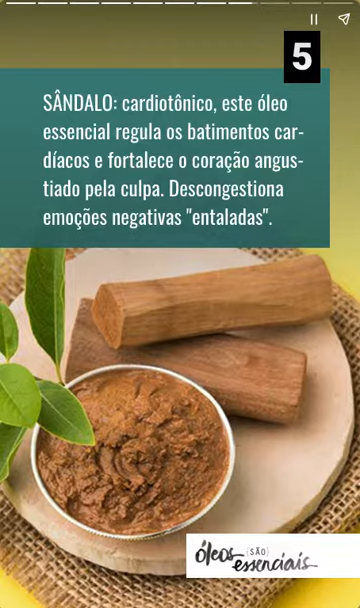 5
SÂNDALO: cardiotônico, este óleo
essencial regula os batimentos car-
díacos e fortalece o coração angus-
tiado pela culpa. Descongestiona
emoções negativas "entaladas".
óleos (SÃO)
essenciais